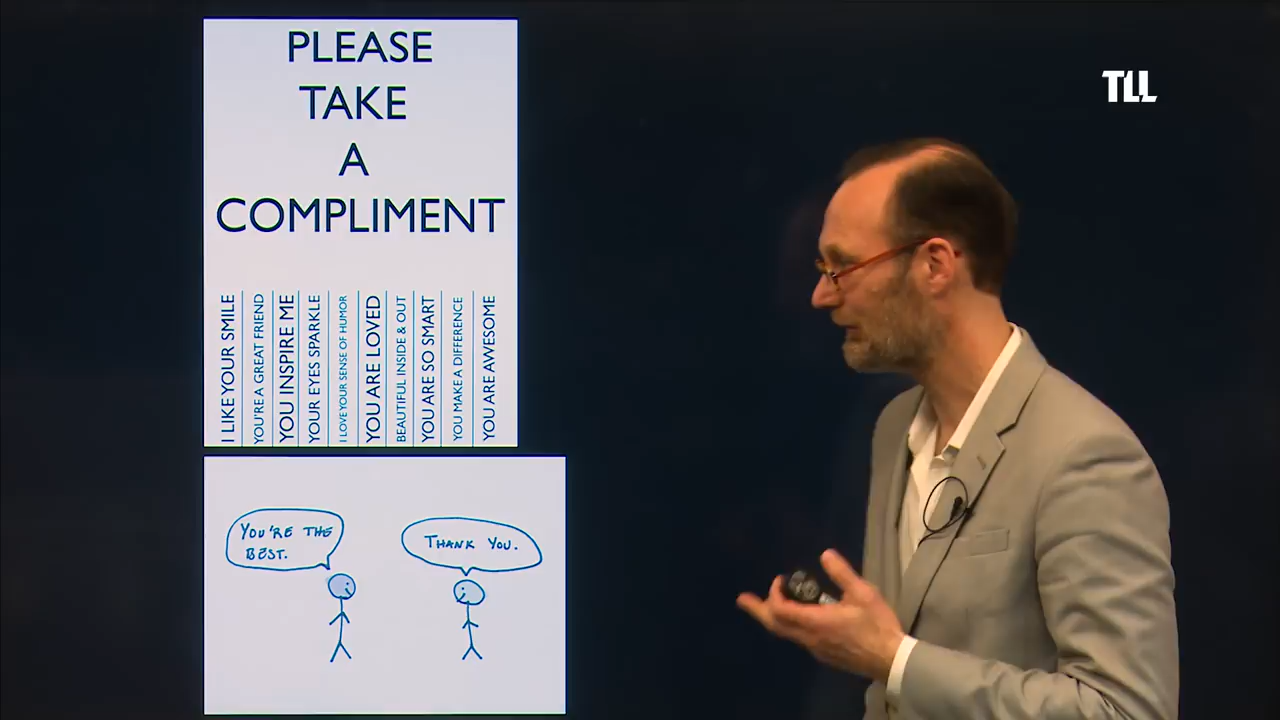 PLEASE
TAKE
A
COMPLIMENT
I LIKE YOUR SMILE
YOU'RE A GREAT FRIEND
YOU INSPIRE ME
YOUR EYES SPARKLE
I LOVE YOUR SENSE OF HUMOR
YOU ARE LOVED
BEAUTIFUL INSIDE & OUT
YOU ARE SO SMART
YOU MAKE A DIFFERENCE
YOU ARE AWESOME
YOU'RE THE
BEST.
THANK YOU.
TLL